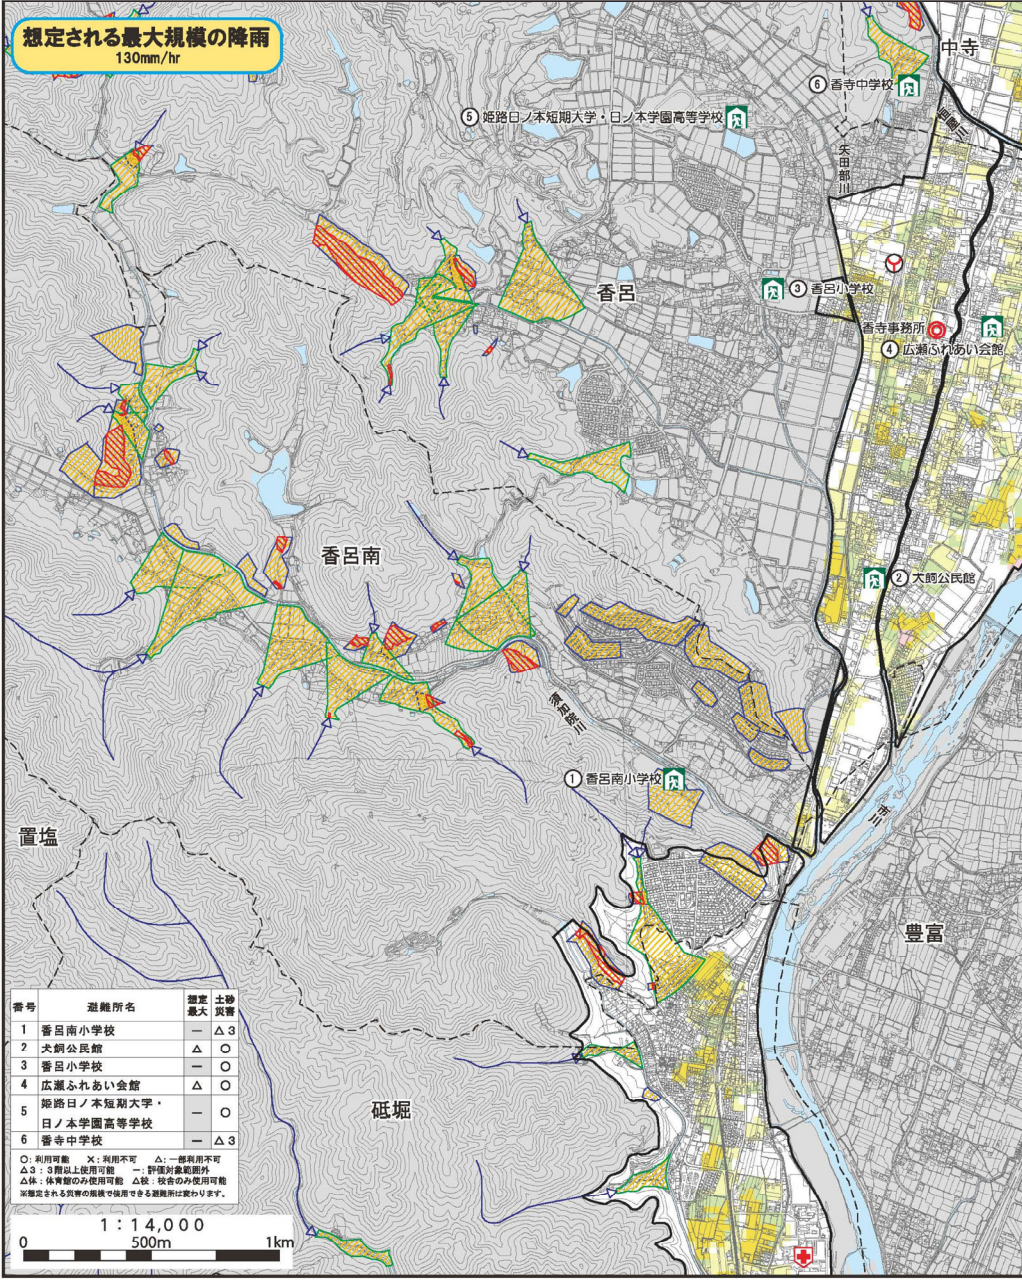 想定される最大規模の降雨
130mm/hr
中寺
⑥ 香寺中学校
恒屋川
⑤ 姫路日ノ本短期大学・日ノ本学園高等学校
矢田部川
香呂
③ 香呂小学校
香寺事務所
④ 広瀬ふれあい会館
香呂南
② 犬飼公民館
須加院川
① 香呂南小学校
市川
置塩
豊富
砥堀
番号 避難所名 想定最大 土砂災害
1 香呂南小学校 ― △3
2 犬飼公民館 △ ○
3 香呂小学校 ― ○
4 広瀬ふれあい会館 △ ○
5 姫路日ノ本短期大学・
日ノ本学園高等学校 ― ○
6 香寺中学校 ― △3
○:利用可能 ×:利用不可 △:一部利用不可
△3:3階以上使用可能 ―:評価対象範囲外
△体:体育館のみ使用可能 △校:校舎のみ使用可能
※想定される災害の規模で使用できる避難所は変わります。
1:14,000
0 500m 1km